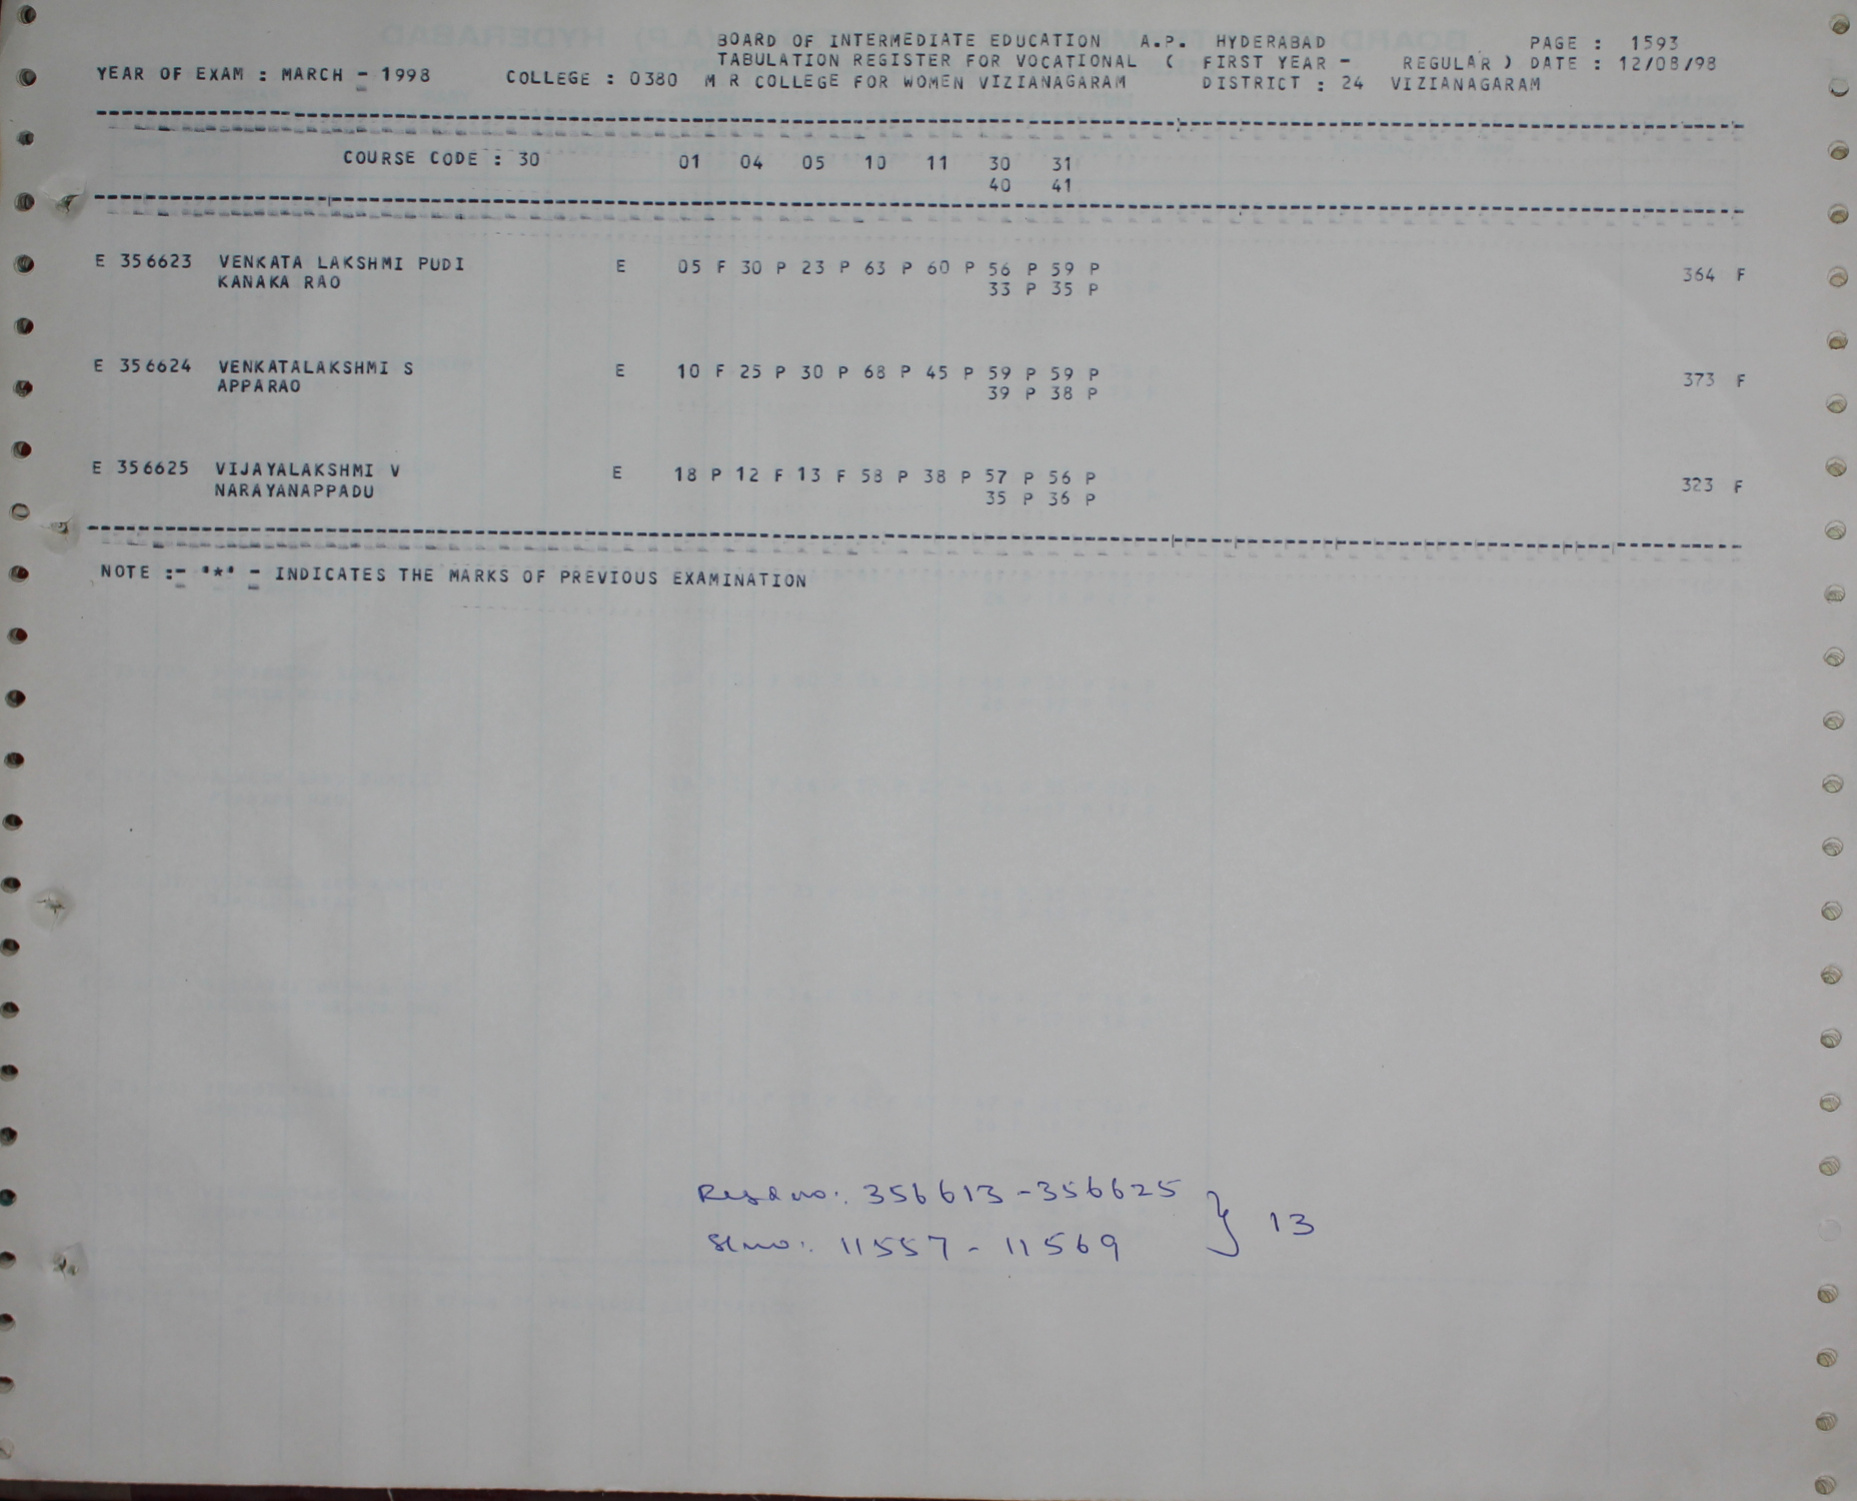 BOARD OF INTERMEDIATE EDUCATION A.P. HYDERABAD PAGE : 1593
TABULATION REGISTER FOR VOCATIONAL ( FIRST YEAR - REGULAR ) DATE : 12/08/98
YEAR OF EXAM : MARCH - 1998 COLLEGE : 0380 M R COLLEGE FOR WOMEN VIZIANAGARAM DISTRICT : 24 VIZIANAGARAM
COURSE CODE : 30 01 04 05 10 11 30 31
40 41
E 356623 VENKATA LAKSHMI PUDI E 05 F 30 P 23 P 63 P 60 P 56 P 59 P 364 F
KANAKA RAO 33 P 35 P
E 356624 VENKATALAKSHMI S E 10 F 25 P 30 P 68 P 45 P 59 P 59 P 373 F
APPARAO 39 P 38 P
E 356625 VIJAYALAKSHMI V E 18 P 12 F 13 F 58 P 38 P 57 P 56 P 323 F
NARAYANAPPADU 35 P 36 P
NOTE :- '*' - INDICATES THE MARKS OF PREVIOUS EXAMINATION
Regd no: 356613-356625
Sl no: 11557 - 11569 } 13